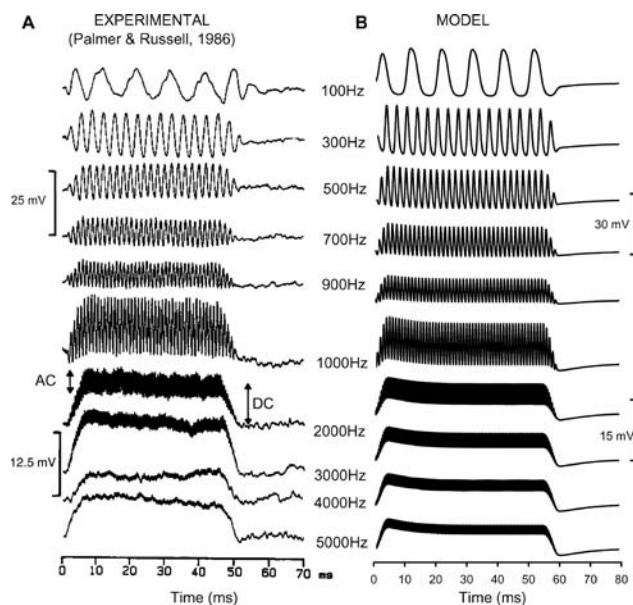 A EXPERIMENTAL
(Palmer & Russell, 1986)
B MODEL
100Hz
300Hz
500Hz
25 mV
700Hz
30 mV
900Hz
1000Hz
AC
DC
2000Hz
15 mV
12.5 mV
3000Hz
4000Hz
5000Hz
0 10 20 30 40 50 60 70 ms
Time (ms)
0 10 20 30 40 50 60 70 80
Time (ms)